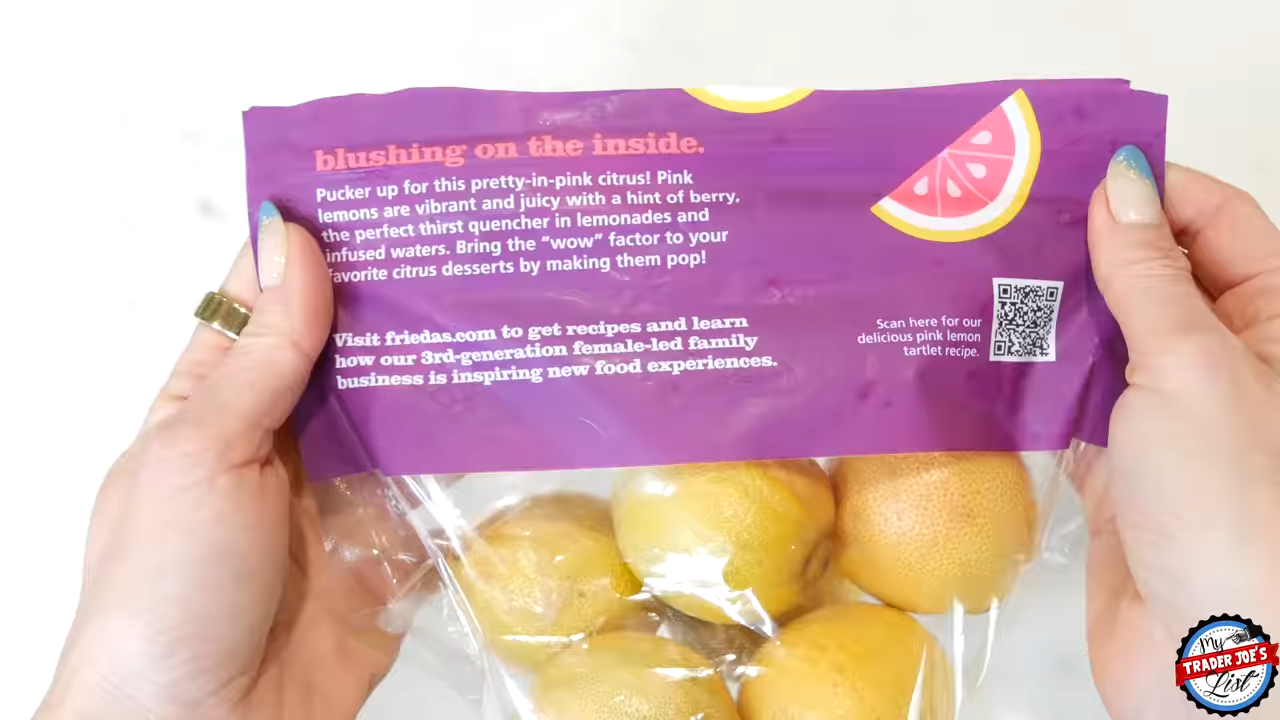 blushing on the inside.
Pucker up for this pretty-in-pink citrus! Pink
lemons are vibrant and juicy with a hint of berry,
the perfect thirst quencher in lemonades and
infused waters. Bring the “wow” factor to your
favorite citrus desserts by making them pop!
Visit friedas.com to get recipes and learn
how our 3rd-generation female-led family
business is inspiring new food experiences.
Scan here for our
delicious pink lemon
tartlet recipe.
My
TRADER JOE'S
List